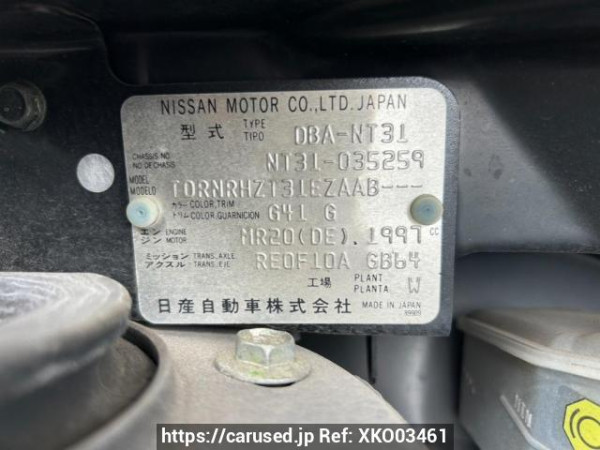 NISSAN MOTOR CO.,LTD. JAPAN
型式 TYPE TIPO DBA-NT31
CHASSIS NO. NO.DE CHASIS NT31-035259
MODEL MODELO TDRNRHZT31EZAAB---
カラー COLOR,TRIM トリム COLOR,GUARNICION G41 G
エンジン ENGINE MOTOR MR20(DE). 1997 CC
ミッション TRANS. AXLE アクスル TRANS. EJE RE0F10A GB64
工場 PLANT PLANTA W
日産自動車株式会社 MADE IN JAPAN
https://carused.jp Ref: XK003461